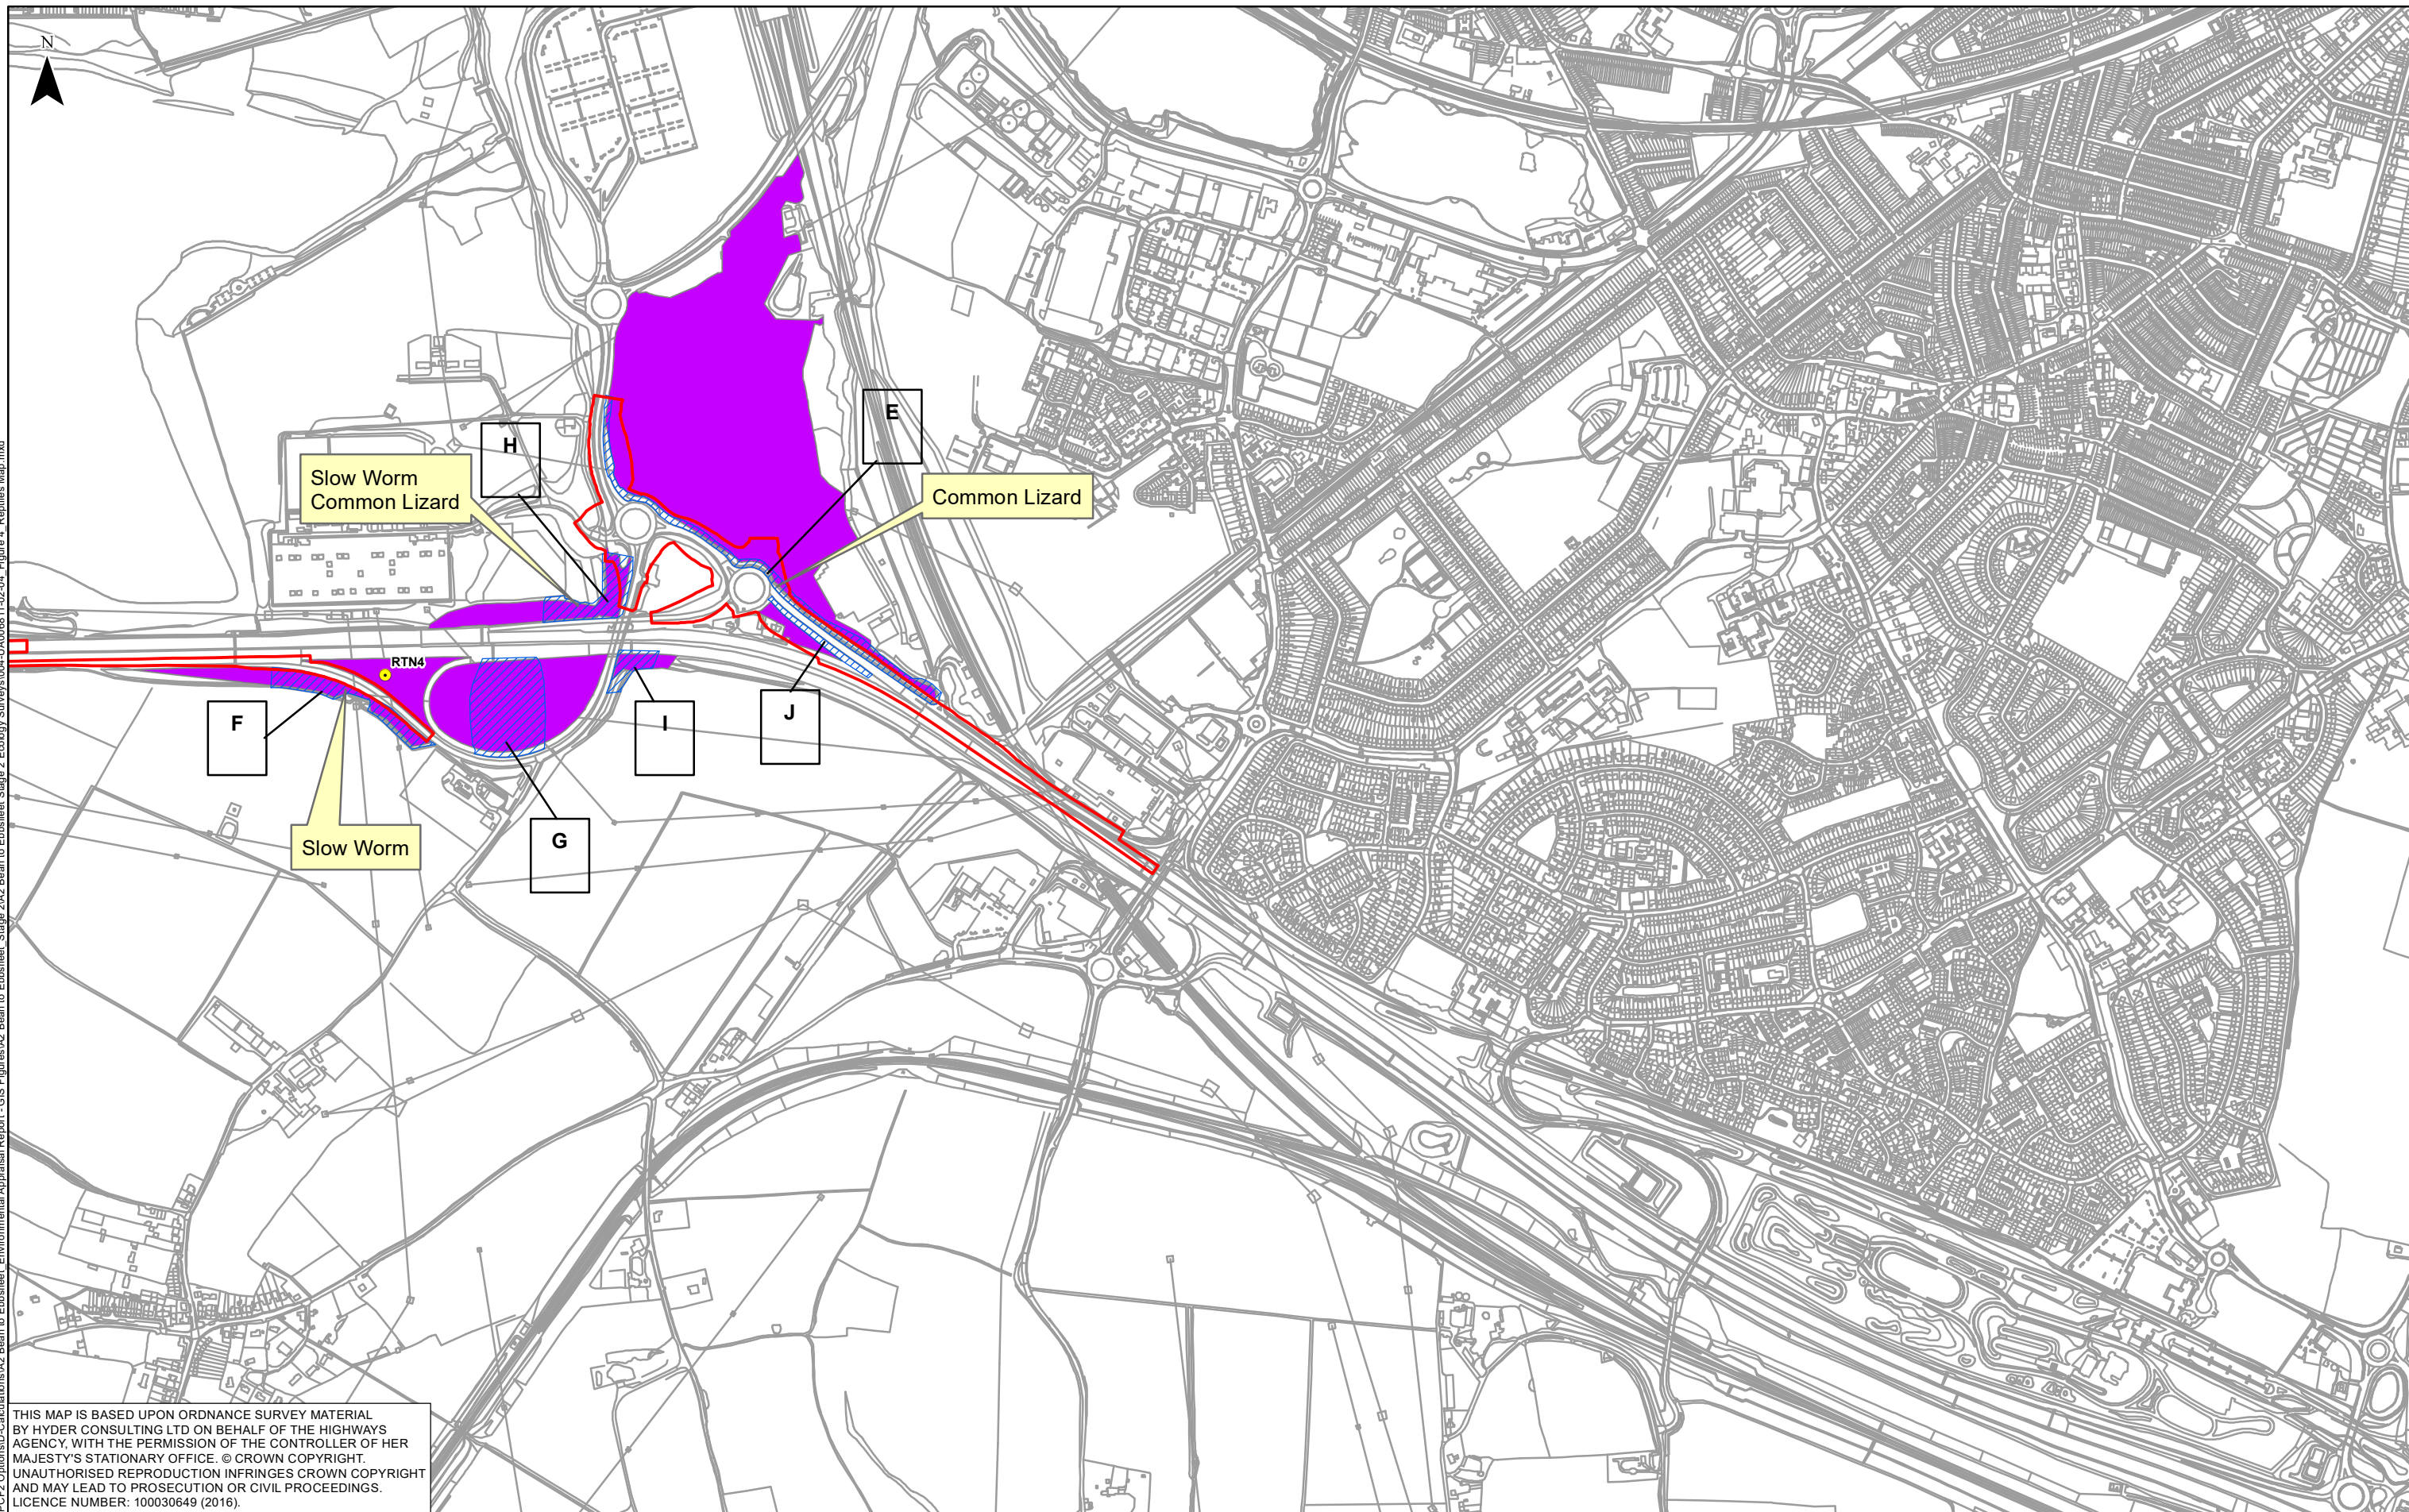 N
H
E
Slow Worm
Common Lizard
Common Lizard
RTN4
F
I
J
Slow Worm
G
THIS MAP IS BASED UPON ORDNANCE SURVEY MATERIAL
BY HYDER CONSULTING LTD ON BEHALF OF THE HIGHWAYS
AGENCY, WITH THE PERMISSION OF THE CONTROLLER OF HER
MAJESTY'S STATIONARY OFFICE. © CROWN COPYRIGHT.
UNAUTHORISED REPRODUCTION INFRINGES CROWN COPYRIGHT
AND MAY LEAD TO PROSECUTION OR CIVIL PROCEEDINGS.
LICENCE NUMBER: 100030649 (2016).